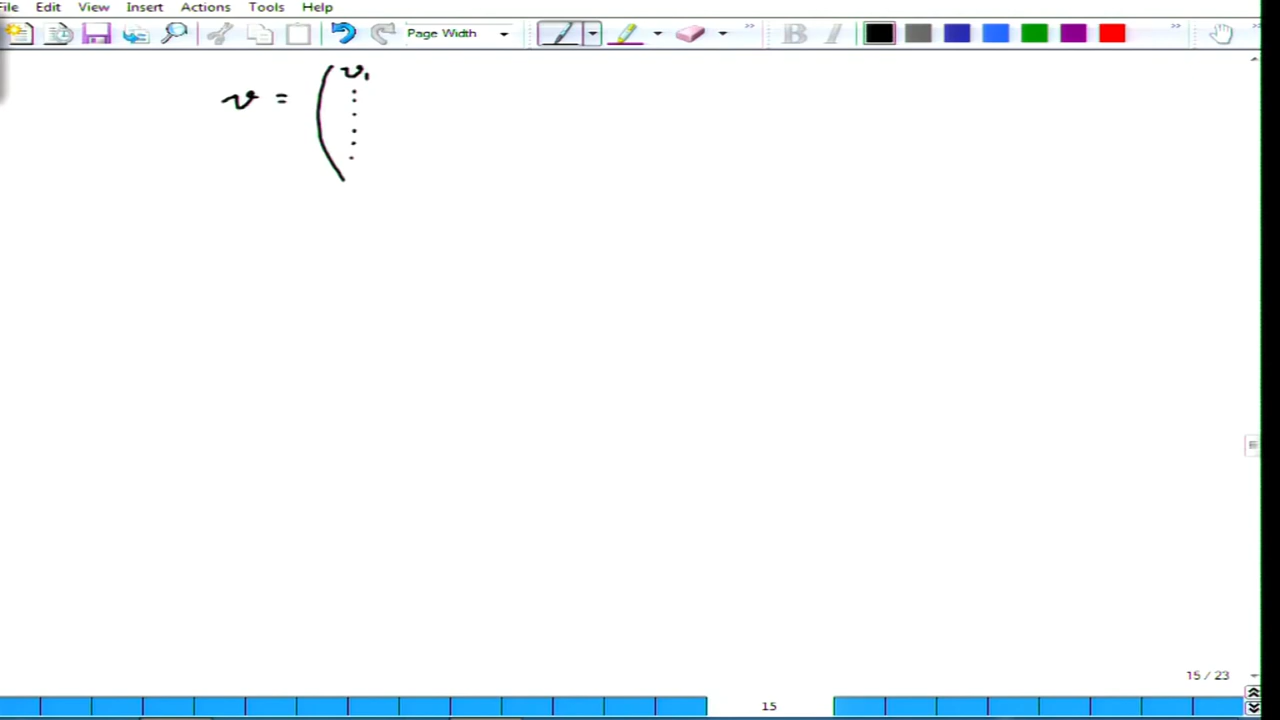 File Edit View Insert Actions Tools Help
Page Width
B I
v = ( v₁
⋮
15 / 23
15